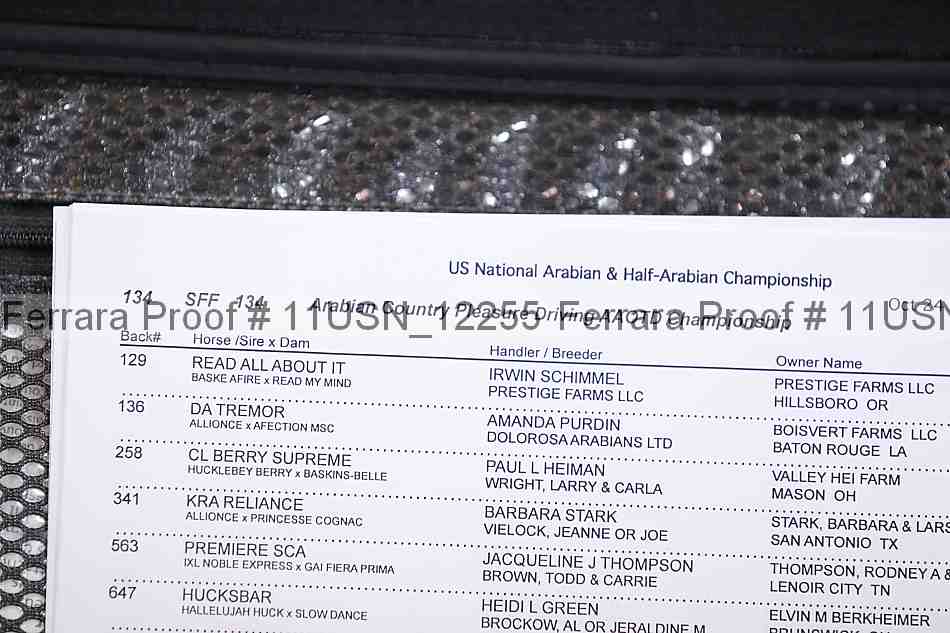 US National Arabian & Half-Arabian Championship
134 SFF 134 Arabian Country Pleasure Driving AAOTD Championship Oct 24
Ferrara Proof # 11USN_12255 Ferrara Proof # 11USN
Back# Horse /Sire x Dam Handler / Breeder Owner Name
129 READ ALL ABOUT IT IRWIN SCHIMMEL PRESTIGE FARMS LLC
BASKE AFIRE x READ MY MIND PRESTIGE FARMS LLC HILLSBORO OR
136 DA TREMOR AMANDA PURDIN BOISVERT FARMS LLC
ALLIONCE x AFECTION MSC DOLOROSA ARABIANS LTD BATON ROUGE LA
258 CL BERRY SUPREME PAUL L HEIMAN VALLEY HEI FARM
HUCKLEBEY BERRY x BASKINS-BELLE WRIGHT, LARRY & CARLA MASON OH
341 KRA RELIANCE BARBARA STARK STARK, BARBARA & LARS
ALLIONCE x PRINCESSE COGNAC VIELOCK, JEANNE OR JOE SAN ANTONIO TX
563 PREMIERE SCA JACQUELINE J THOMPSON THOMPSON, RODNEY A &
IXL NOBLE EXPRESS x GAI FIERA PRIMA BROWN, TODD & CARRIE LENOIR CITY TN
647 HUCKSBAR HEIDI L GREEN ELVIN M BERKHEIMER
HALLELUJAH HUCK x SLOW DANCE BROCKOW, AL OR JERALDINE M